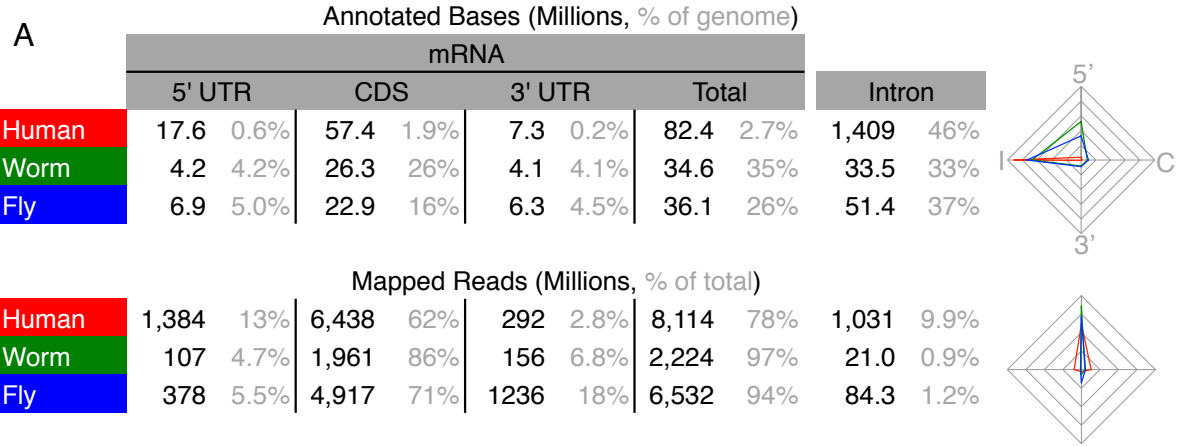 A
Annotated Bases (Millions, % of genome)
mRNA
5' UTR CDS 3' UTR Total Intron
Human 17.6 0.6% 57.4 1.9% 7.3 0.2% 82.4 2.7% 1,409 46%
Worm 4.2 4.2% 26.3 26% 4.1 4.1% 34.6 35% 33.5 33%
Fly 6.9 5.0% 22.9 16% 6.3 4.5% 36.1 26% 51.4 37%
5’
I C
3’
Mapped Reads (Millions, % of total)
Human 1,384 13% 6,438 62% 292 2.8% 8,114 78% 1,031 9.9%
Worm 107 4.7% 1,961 86% 156 6.8% 2,224 97% 21.0 0.9%
Fly 378 5.5% 4,917 71% 1236 18% 6,532 94% 84.3 1.2%